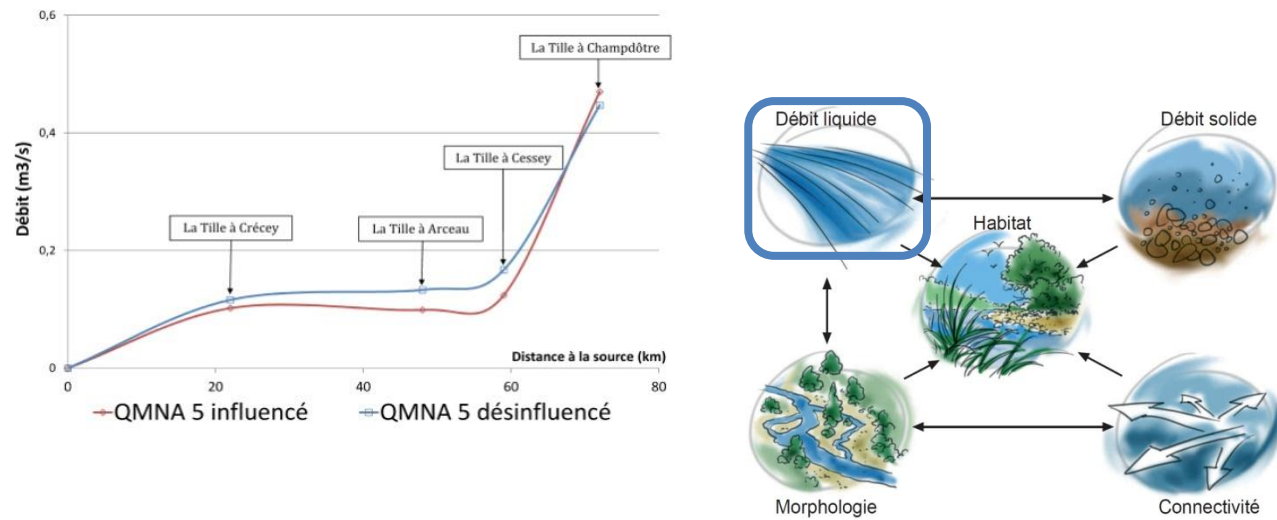 0,6
0,4
0,2
0
Débit (m3/s)
La Tille à Crécey
La Tille à Arceau
La Tille à Cessey
La Tille à Champdôtre
Distance à la source (km)
0
20
40
60
80
QMNA 5 influencé
QMNA 5 désinfluencé
Débit liquide
Débit solide
Habitat
Morphologie
Connectivité